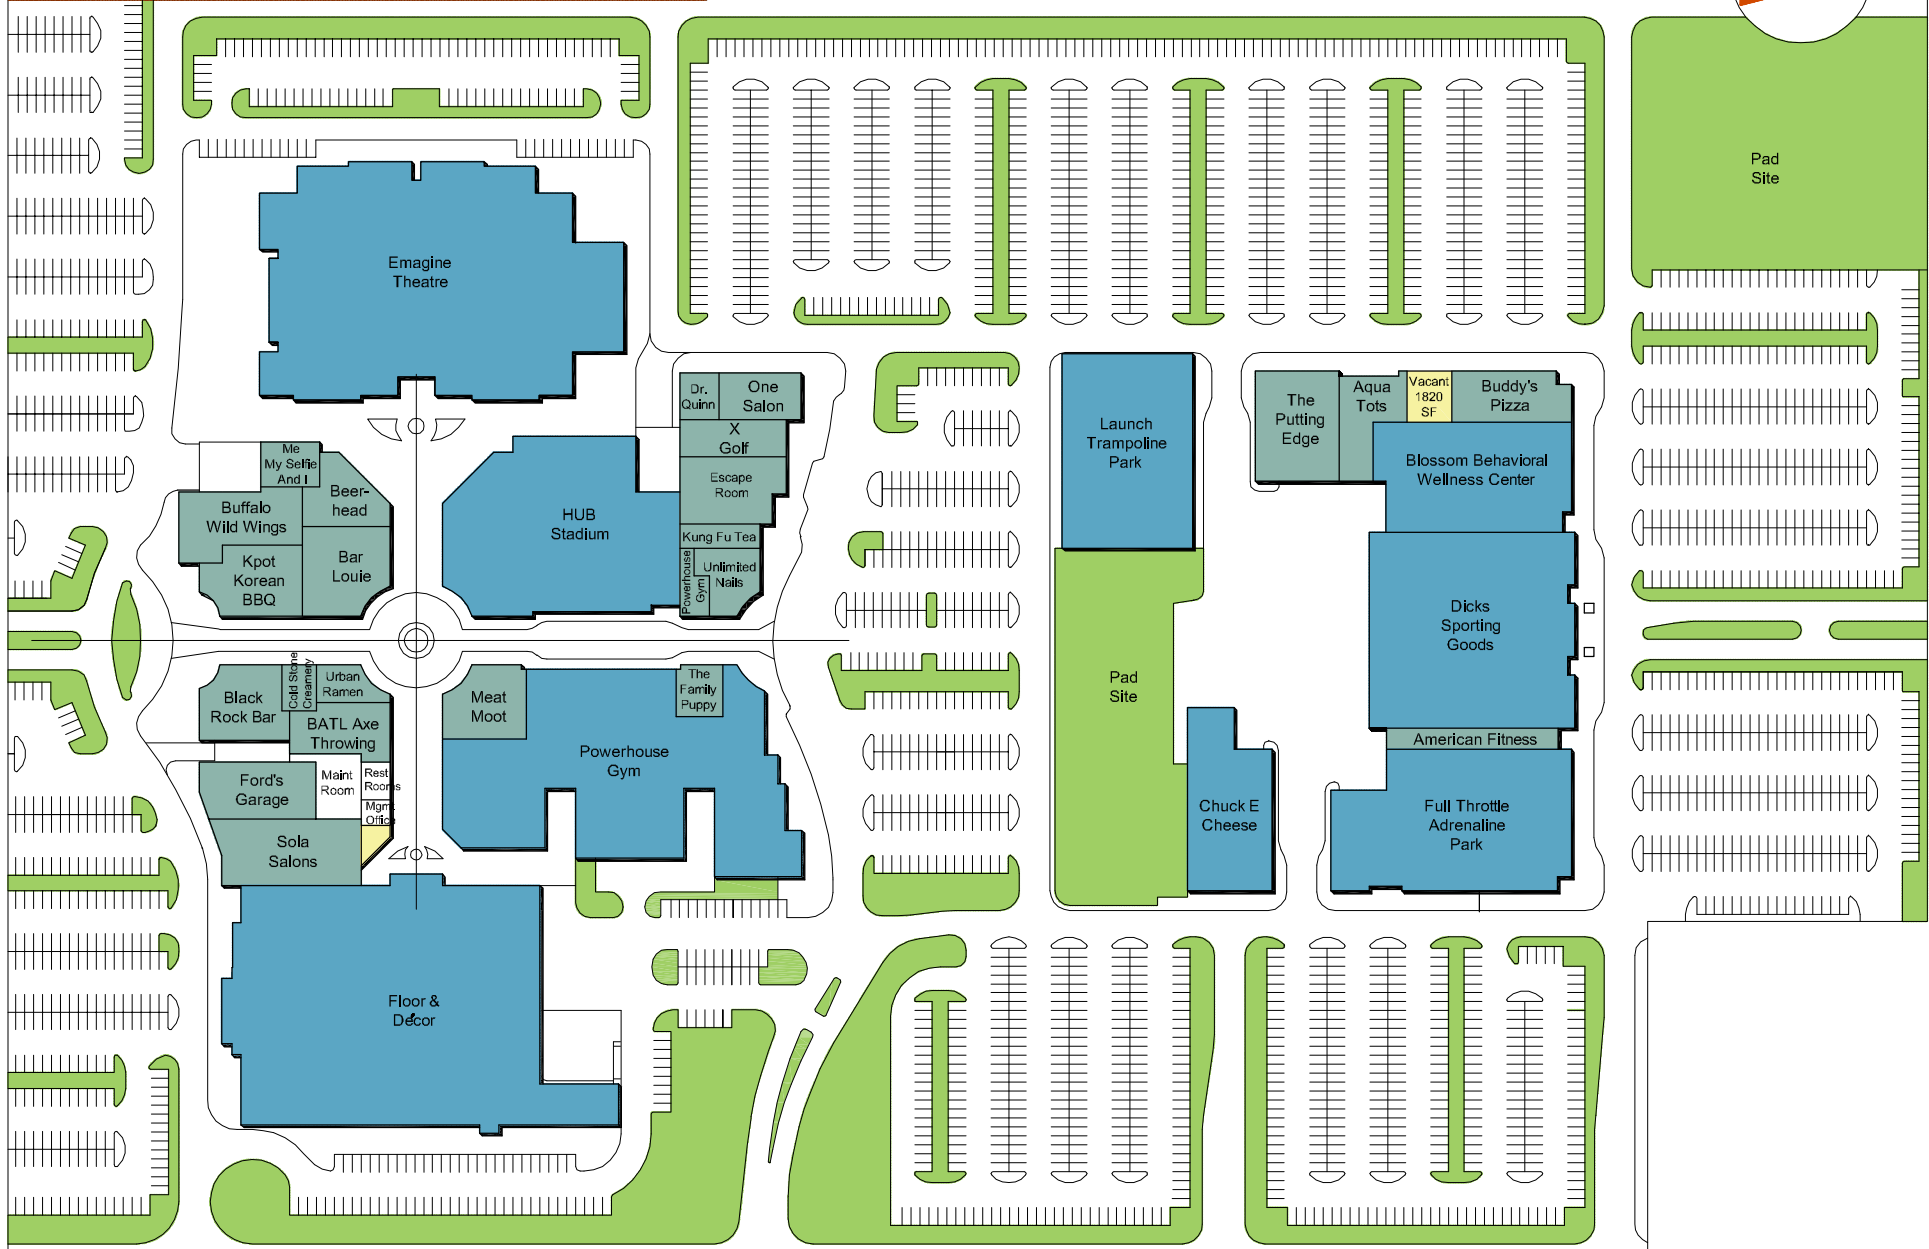 Pad
Site
Emagine
Theatre
Dr.
Quinn
One
Salon
X
Golf
Escape
Room
Kung Fu Tea
Powerhouse
Gym
Unlimited
Nails
HUB
Stadium
Me
My Selfie
And I
Beer-
head
Buffalo
Wild Wings
Kpot
Korean
BBQ
Bar
Louie
Launch
Trampoline
Park
The
Putting
Edge
Aqua
Tots
Vacant
1820
SF
Buddy's
Pizza
Blossom Behavioral
Wellness Center
Dicks
Sporting
Goods
American Fitness
Full Throttle
Adrenaline
Park
Pad
Site
Chuck E
Cheese
Black
Rock Bar
Cold Stone
Creamery
Urban
Ramen
BATL Axe
Throwing
Ford's
Garage
Maint
Room
Rest
Rooms
Mgmt
Office
Sola
Salons
Meat
Moot
The
Family
Puppy
Powerhouse
Gym
Floor &
Decor